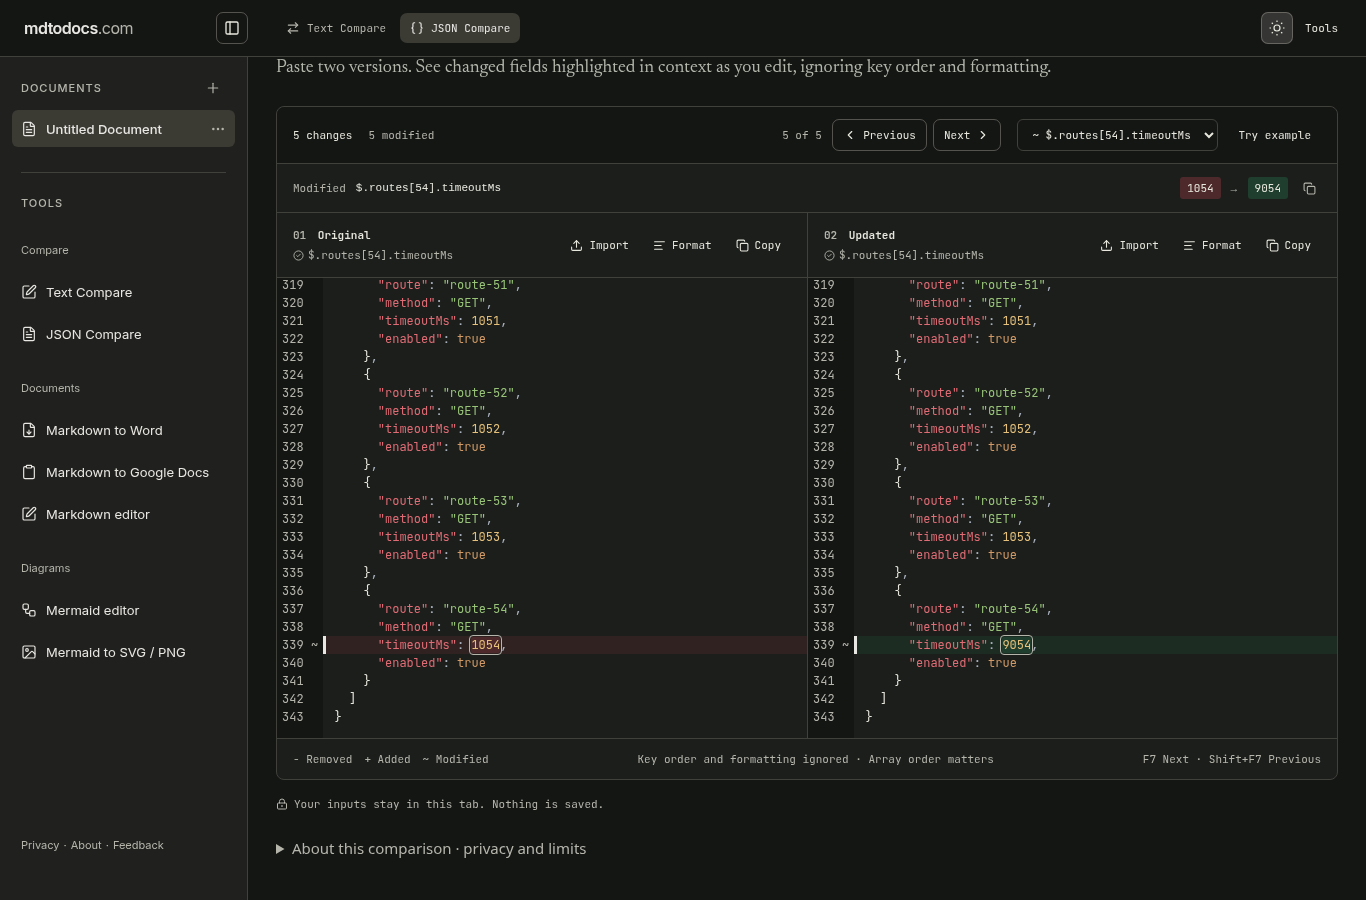 mdtodocs.com
Text Compare
JSON Compare
Tools
DOCUMENTS
Untitled Document
TOOLS
Compare
Text Compare
JSON Compare
Documents
Markdown to Word
Markdown to Google Docs
Markdown editor
Diagrams
Mermaid editor
Mermaid to SVG / PNG
Privacy · About · Feedback
Paste two versions. See changed fields highlighted in context as you edit, ignoring key order and formatting.
5 changes 5 modified
5 of 5
Previous
Next
~ $.routes[54].timeoutMs
Try example
Modified $.routes[54].timeoutMs
1054 → 9054
01 Original
$.routes[54].timeoutMs
Import
Format
Copy
319 "route": "route-51",
320 "method": "GET",
321 "timeoutMs": 1051,
322 "enabled": true
323 },
324 {
325 "route": "route-52",
326 "method": "GET",
327 "timeoutMs": 1052,
328 "enabled": true
329 },
330 {
331 "route": "route-53",
332 "method": "GET",
333 "timeoutMs": 1053,
334 "enabled": true
335 },
336 {
337 "route": "route-54",
338 "method": "GET",
339 ~ "timeoutMs": 1054,
340 "enabled": true
341 }
342 ]
343 }
02 Updated
$.routes[54].timeoutMs
Import
Format
Copy
319 "route": "route-51",
320 "method": "GET",
321 "timeoutMs": 1051,
322 "enabled": true
323 },
324 {
325 "route": "route-52",
326 "method": "GET",
327 "timeoutMs": 1052,
328 "enabled": true
329 },
330 {
331 "route": "route-53",
332 "method": "GET",
333 "timeoutMs": 1053,
334 "enabled": true
335 },
336 {
337 "route": "route-54",
338 "method": "GET",
339 ~ "timeoutMs": 9054,
340 "enabled": true
341 }
342 ]
343 }
- Removed + Added ~ Modified
Key order and formatting ignored · Array order matters
F7 Next · Shift+F7 Previous
Your inputs stay in this tab. Nothing is saved.
About this comparison · privacy and limits